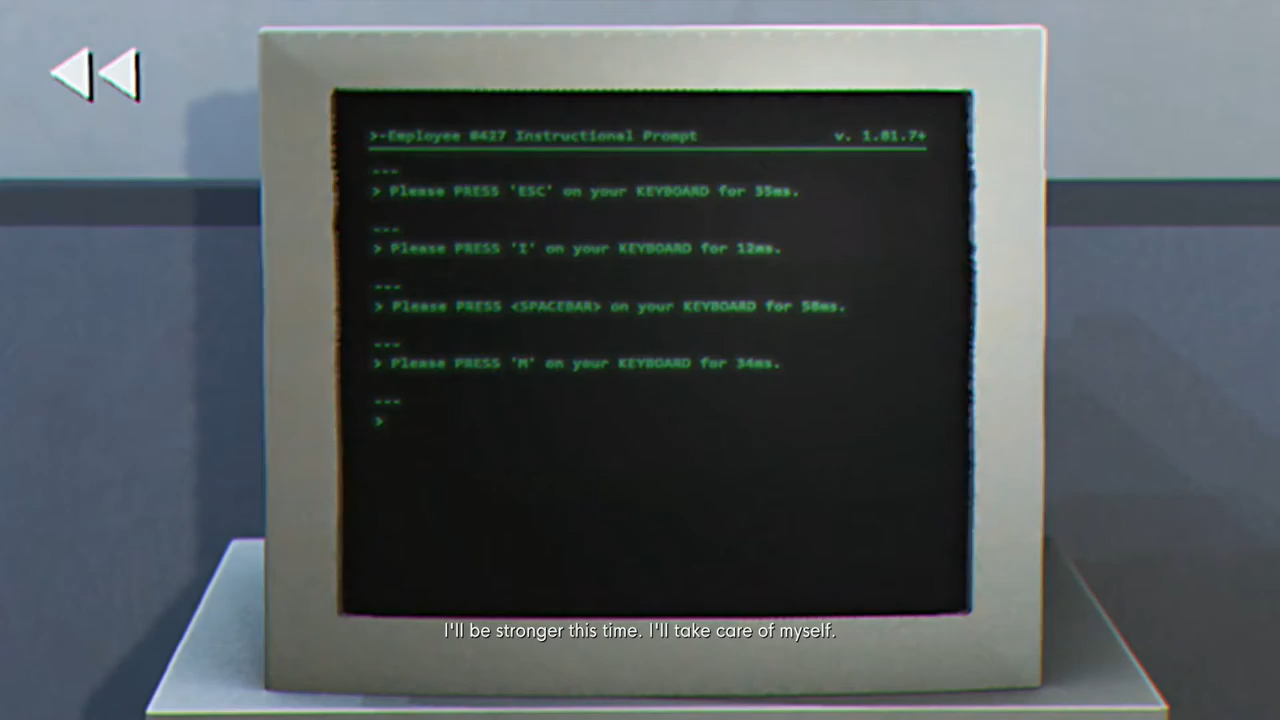 >-Employee #427 Instructional Prompt v. 1.01.7+
---
> Please PRESS 'ESC' on your KEYBOARD for 35ms.
---
> Please PRESS 'I' on your KEYBOARD for 12ms.
---
> Please PRESS <SPACEBAR> on your KEYBOARD for 58ms.
---
> Please PRESS 'M' on your KEYBOARD for 34ms.
---
>
I'll be stronger this time. I'll take care of myself.